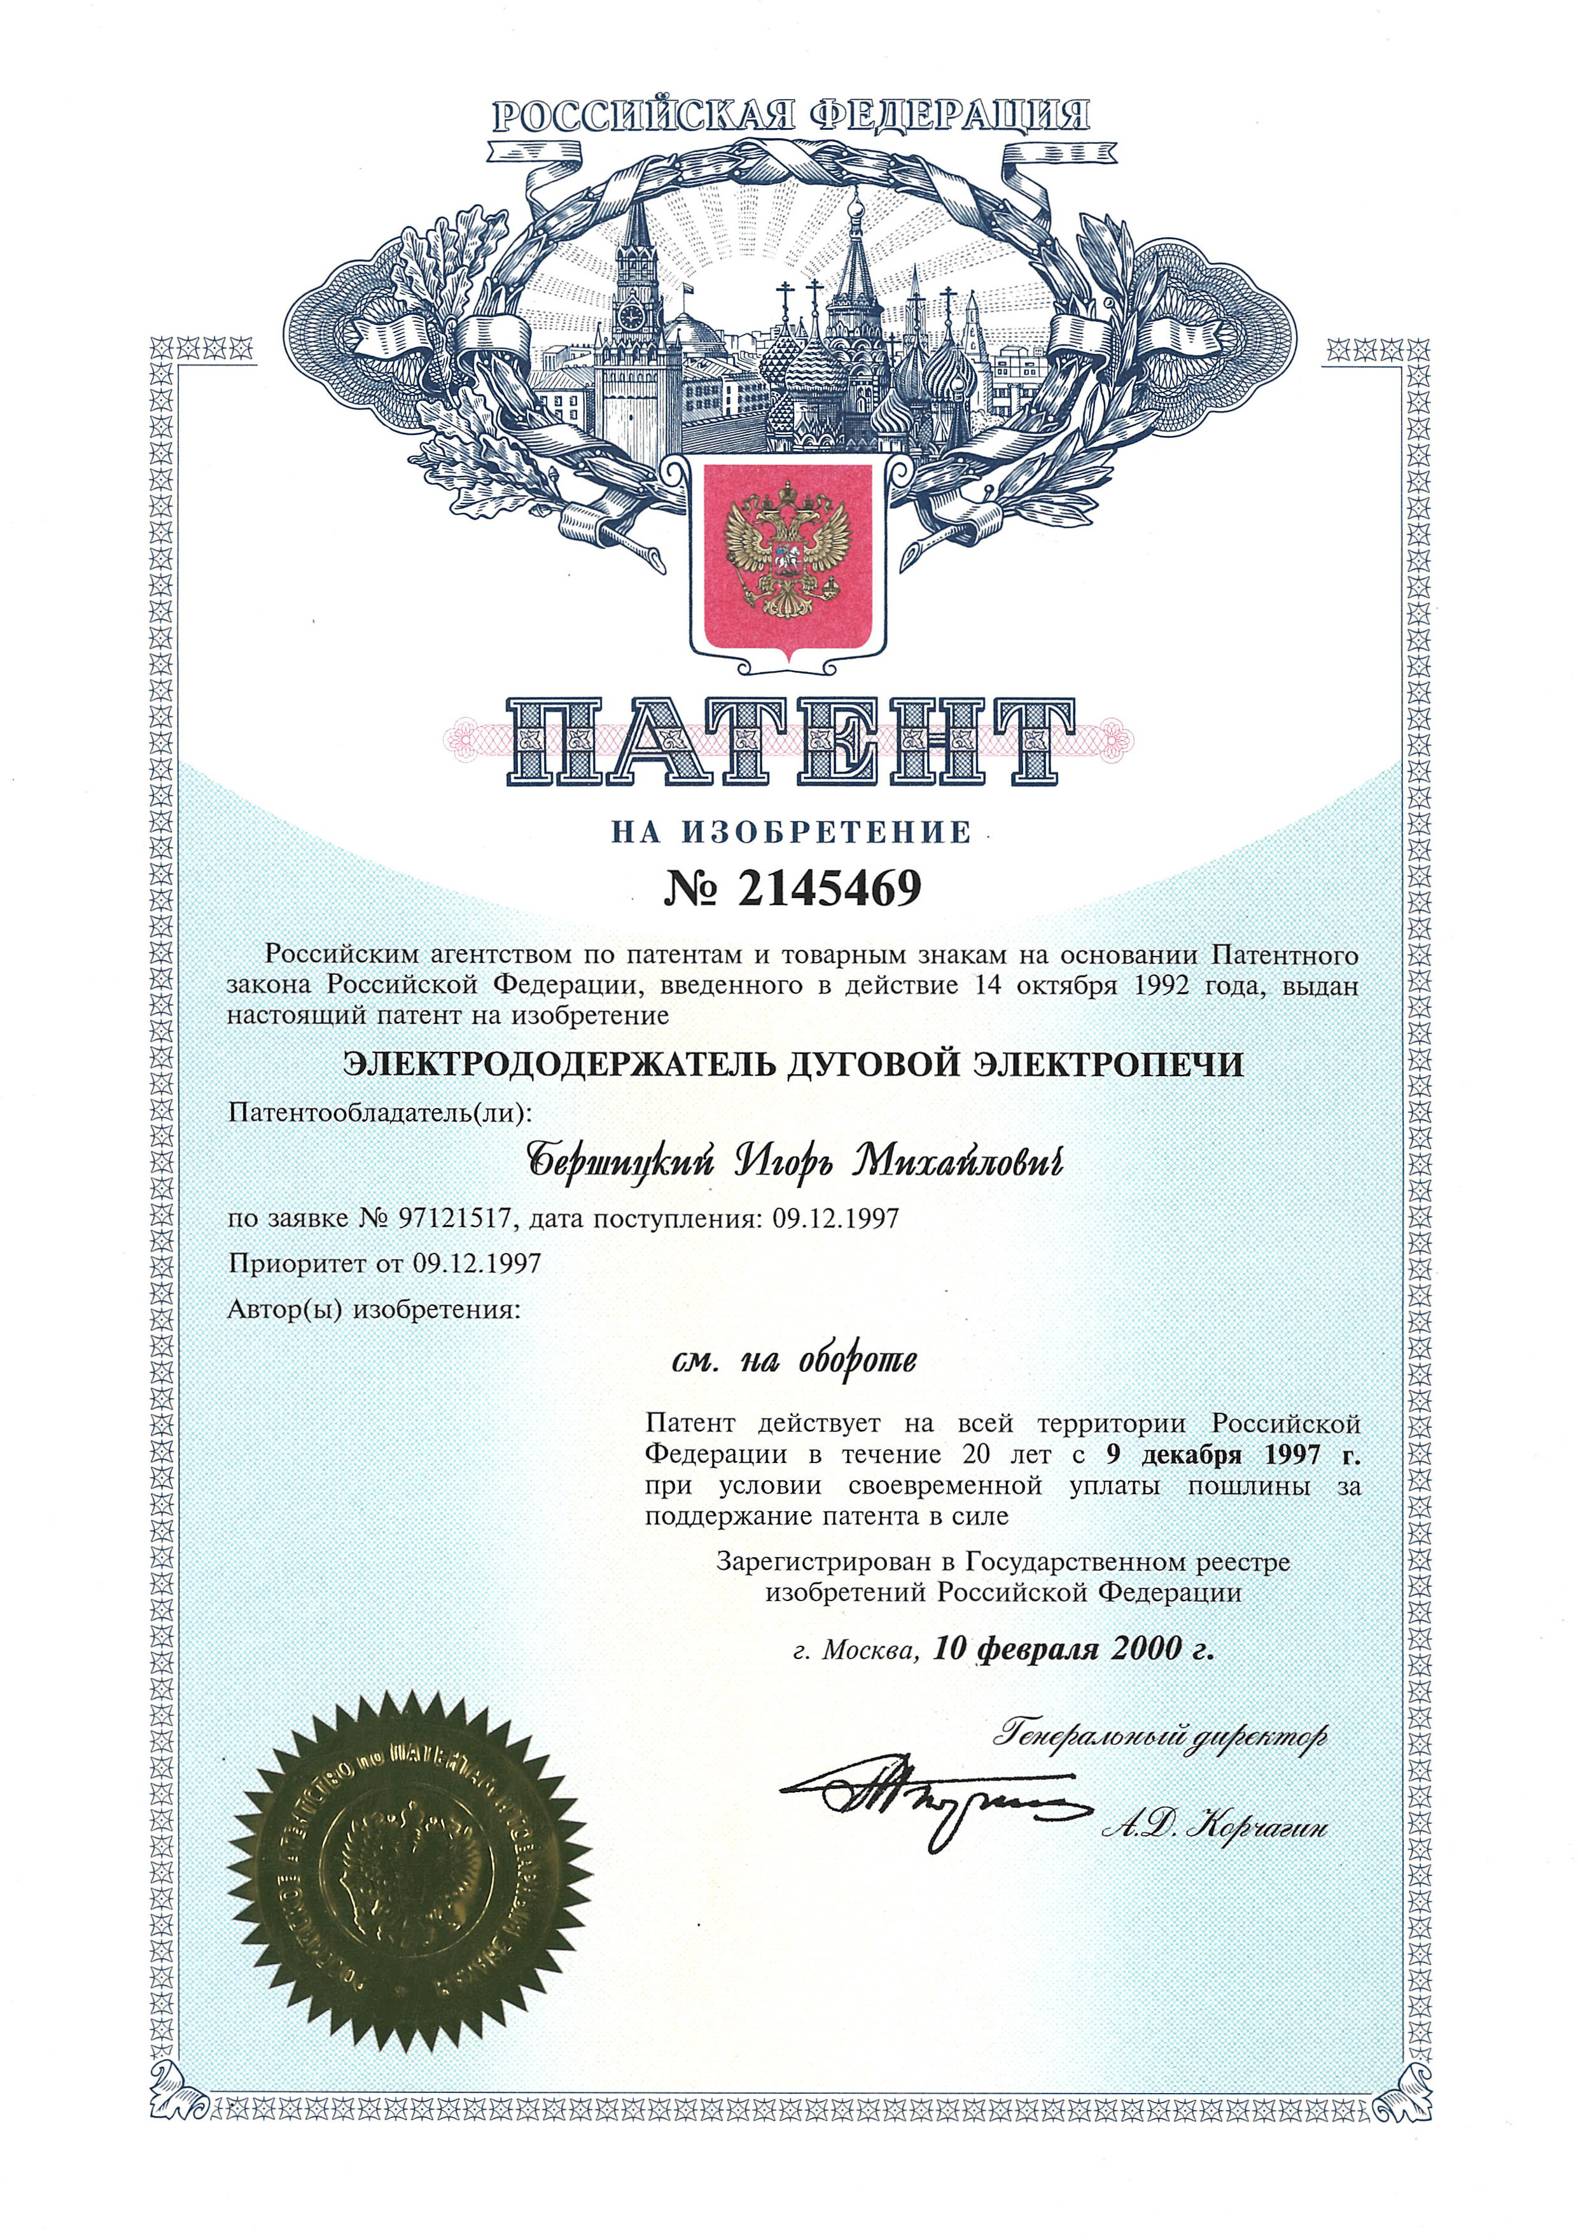 РОССИЙСКАЯ ФЕДЕРАЦИЯ
ПАТЕНТ
НА ИЗОБРЕТЕНИЕ
№ 2145469
Российским агентством по патентам и товарным знакам на основании Патентного
закона Российской Федерации, введенного в действие 14 октября 1992 года, выдан
настоящий патент на изобретение
ЭЛЕКТРОДОДЕРЖАТЕЛЬ ДУГОВОЙ ЭЛЕКТРОПЕЧИ
Патентообладатель(ли):
Бершицкий Игорь Михайлович
по заявке № 97121517, дата поступления: 09.12.1997
Приоритет от 09.12.1997
Автор(ы) изобретения:
см. на обороте
Патент действует на всей территории Российской
Федерации в течение 20 лет с 9 декабря 1997 г.
при условии своевременной уплаты пошлины за
поддержание патента в силе
Зарегистрирован в Государственном реестре
изобретений Российской Федерации
г. Москва, 10 февраля 2000 г.
Генеральный директор
А.Д. Корчагин
РОССИЙСКОЕ АГЕНТСТВО по ПАТЕНТАМ и ТОВАРНЫМ ЗНАКАМ